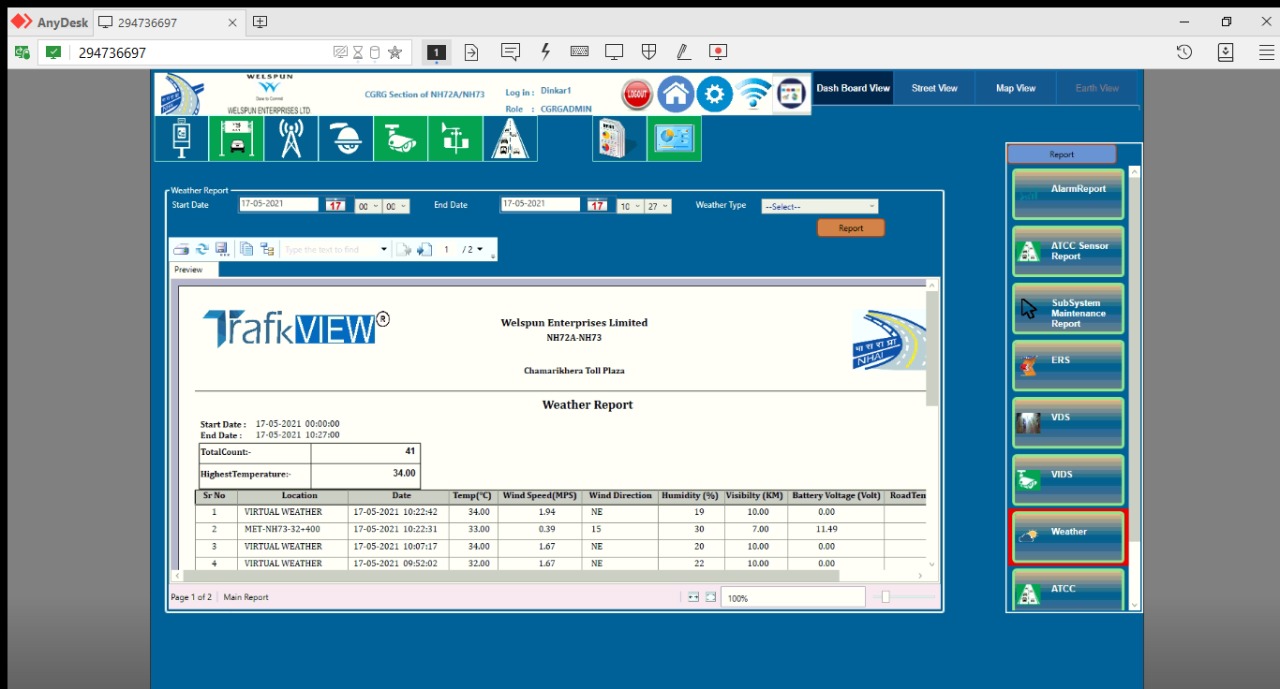 AnyDesk 294736697
294736697 1
WELSPUN
Dare to Commit
WELSPUN ENTERPRISES LTD.
CGRG Section of NH72A/NH73
Log in : Dinkar1
Role : CGRGADMIN
LOGOUT
Dash Board View Street View Map View Earth View
Weather Report
Start Date 17-05-2021 17 00 00 End Date 17-05-2021 17 10 27 Weather Type --Select--
Report
Type the text to find 1 / 2
Preview
TrafikVIEW®
Welspun Enterprises Limited
NH72A-NH73
Chamarikhera Toll Plaza
भा रा रा प्रा
NHAI
Weather Report
Start Date : 17-05-2021 00:00:00
End Date : 17-05-2021 10:27:00
TotalCount:- 41
HighestTemperature:- 34.00
Sr No Location Date Temp(°C) Wind Speed(MPS) Wind Direction Humidity (%) Visibilty (KM) Battery Voltage (Volt) RoadTen
1 VIRTUAL WEATHER 17-05-2021 10:22:42 34.00 1.94 NE 19 10.00 0.00
2 MET-NH73-32+400 17-05-2021 10:22:31 33.00 0.39 15 30 7.00 11.49
3 VIRTUAL WEATHER 17-05-2021 10:07:17 34.00 1.67 NE 20 10.00 0.00
4 VIRTUAL WEATHER 17-05-2021 09:52:02 32.00 1.67 NE 22 10.00 0.00
Page 1 of 2 Main Report 100%
Report
AlarmReport
ATCC Sensor
Report
SubSystem
Maintenance
Report
ERS
VDS
VIDS
Weather
ATCC